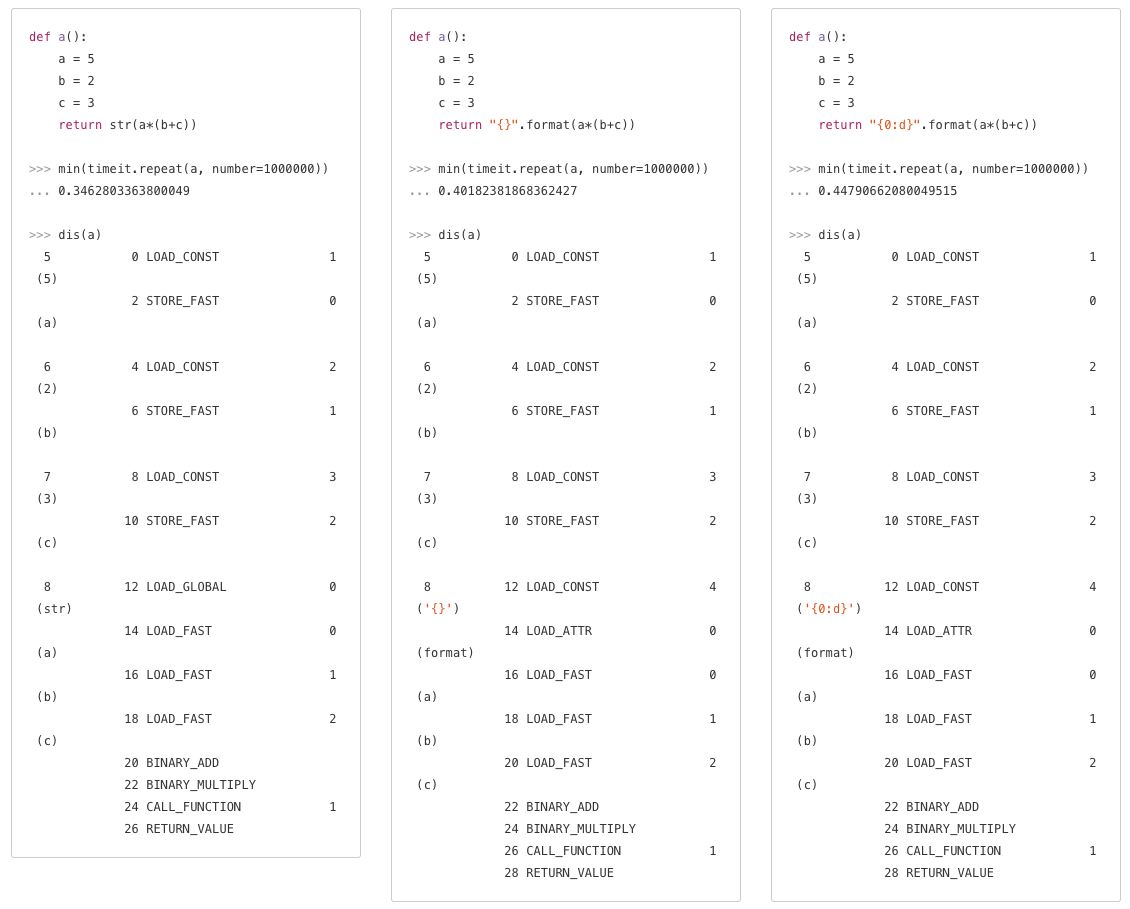 def a():
    a = 5
    b = 2
    c = 3
    return str(a*(b+c))

>>> min(timeit.repeat(a, number=1000000))
... 0.3462803363800049

>>> dis(a)
  5           0 LOAD_CONST               1
 (5)
              2 STORE_FAST               0
 (a)

  6           4 LOAD_CONST               2
 (2)
              6 STORE_FAST               1
 (b)

  7           8 LOAD_CONST               3
 (3)
             10 STORE_FAST               2
 (c)

  8          12 LOAD_GLOBAL              0
 (str)
             14 LOAD_FAST                0
 (a)
             16 LOAD_FAST                1
 (b)
             18 LOAD_FAST                2
 (c)
             20 BINARY_ADD
             22 BINARY_MULTIPLY
             24 CALL_FUNCTION            1
             26 RETURN_VALUE

def a():
    a = 5
    b = 2
    c = 3
    return "{}".format(a*(b+c))

>>> min(timeit.repeat(a, number=1000000))
... 0.40182381868362427

>>> dis(a)
  5           0 LOAD_CONST               1
 (5)
              2 STORE_FAST               0
 (a)

  6           4 LOAD_CONST               2
 (2)
              6 STORE_FAST               1
 (b)

  7           8 LOAD_CONST               3
 (3)
             10 STORE_FAST               2
 (c)

  8          12 LOAD_CONST               4
 ('{}')
             14 LOAD_ATTR                0
 (format)
             16 LOAD_FAST                0
 (a)
             18 LOAD_FAST                1
 (b)
             20 LOAD_FAST                2
 (c)
             22 BINARY_ADD
             24 BINARY_MULTIPLY
             26 CALL_FUNCTION            1
             28 RETURN_VALUE

def a():
    a = 5
    b = 2
    c = 3
    return "{0:d}".format(a*(b+c))

>>> min(timeit.repeat(a, number=1000000))
... 0.44790662080049515

>>> dis(a)
  5           0 LOAD_CONST               1
 (5)
              2 STORE_FAST               0
 (a)

  6           4 LOAD_CONST               2
 (2)
              6 STORE_FAST               1
 (b)

  7           8 LOAD_CONST               3
 (3)
             10 STORE_FAST               2
 (c)

  8          12 LOAD_CONST               4
 ('{0:d}')
             14 LOAD_ATTR                0
 (format)
             16 LOAD_FAST                0
 (a)
             18 LOAD_FAST                1
 (b)
             20 LOAD_FAST                2
 (c)
             22 BINARY_ADD
             24 BINARY_MULTIPLY
             26 CALL_FUNCTION            1
             28 RETURN_VALUE